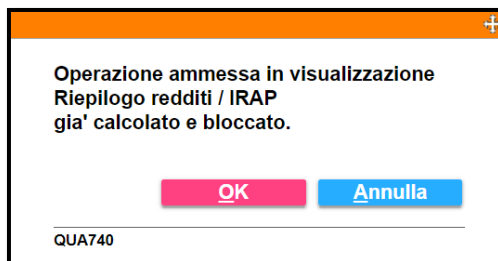 Operazione ammessa in visualizzazione
Riepilogo redditi / IRAP
gia' calcolato e bloccato.
OK
Annulla
QUA740